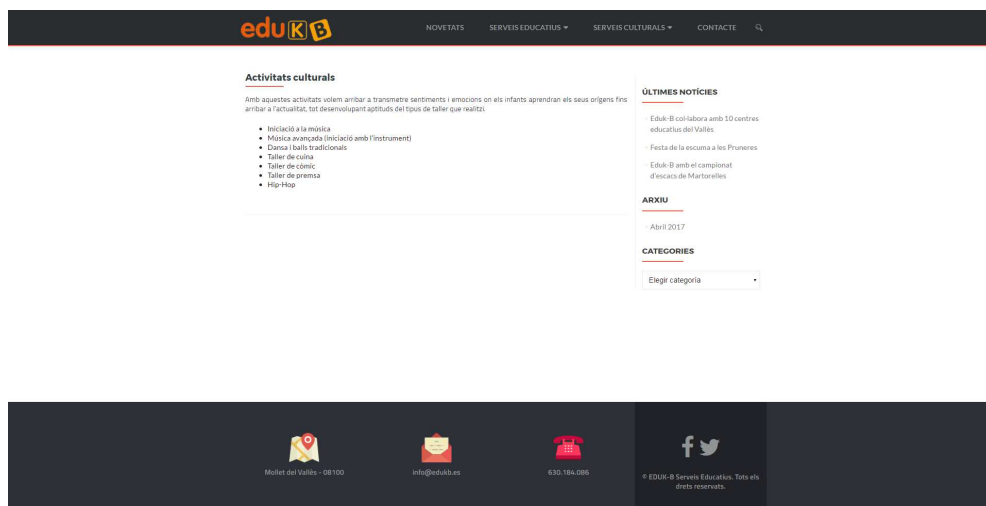 eduKB
NOVETATS
SERVEIS EDUCATIUS
SERVEIS CULTURALS
CONTACTE
Activitats culturals
Amb aquestes activitats volem arribar a transmetre sentiments i emocions on els infants aprendran els seus orígens fins
arribar a l'actualitat, tot desenvolupant aptituds del tipus de taller que realitzi.
Iniciació a la música
Música avançada (iniciació amb l'instrument)
Dansa i balls tradicionals
Taller de cuina
Taller de còmic
Taller de premsa
Hip-Hop
ÚLTIMES NOTÍCIES
Eduk-B col·labora amb 10 centres
educatius del Vallès
Festa de la escuma a les Pruneres
Eduk-B amb el campionat
d'escacs de Martorelles
ARXIU
Abril 2017
CATEGORIES
Elegir categoría
Mollet del Vallès - 08100
info@edukb.es
630.184.086
© EDUK-B Serveis Educatius. Tots els
drets reservats.